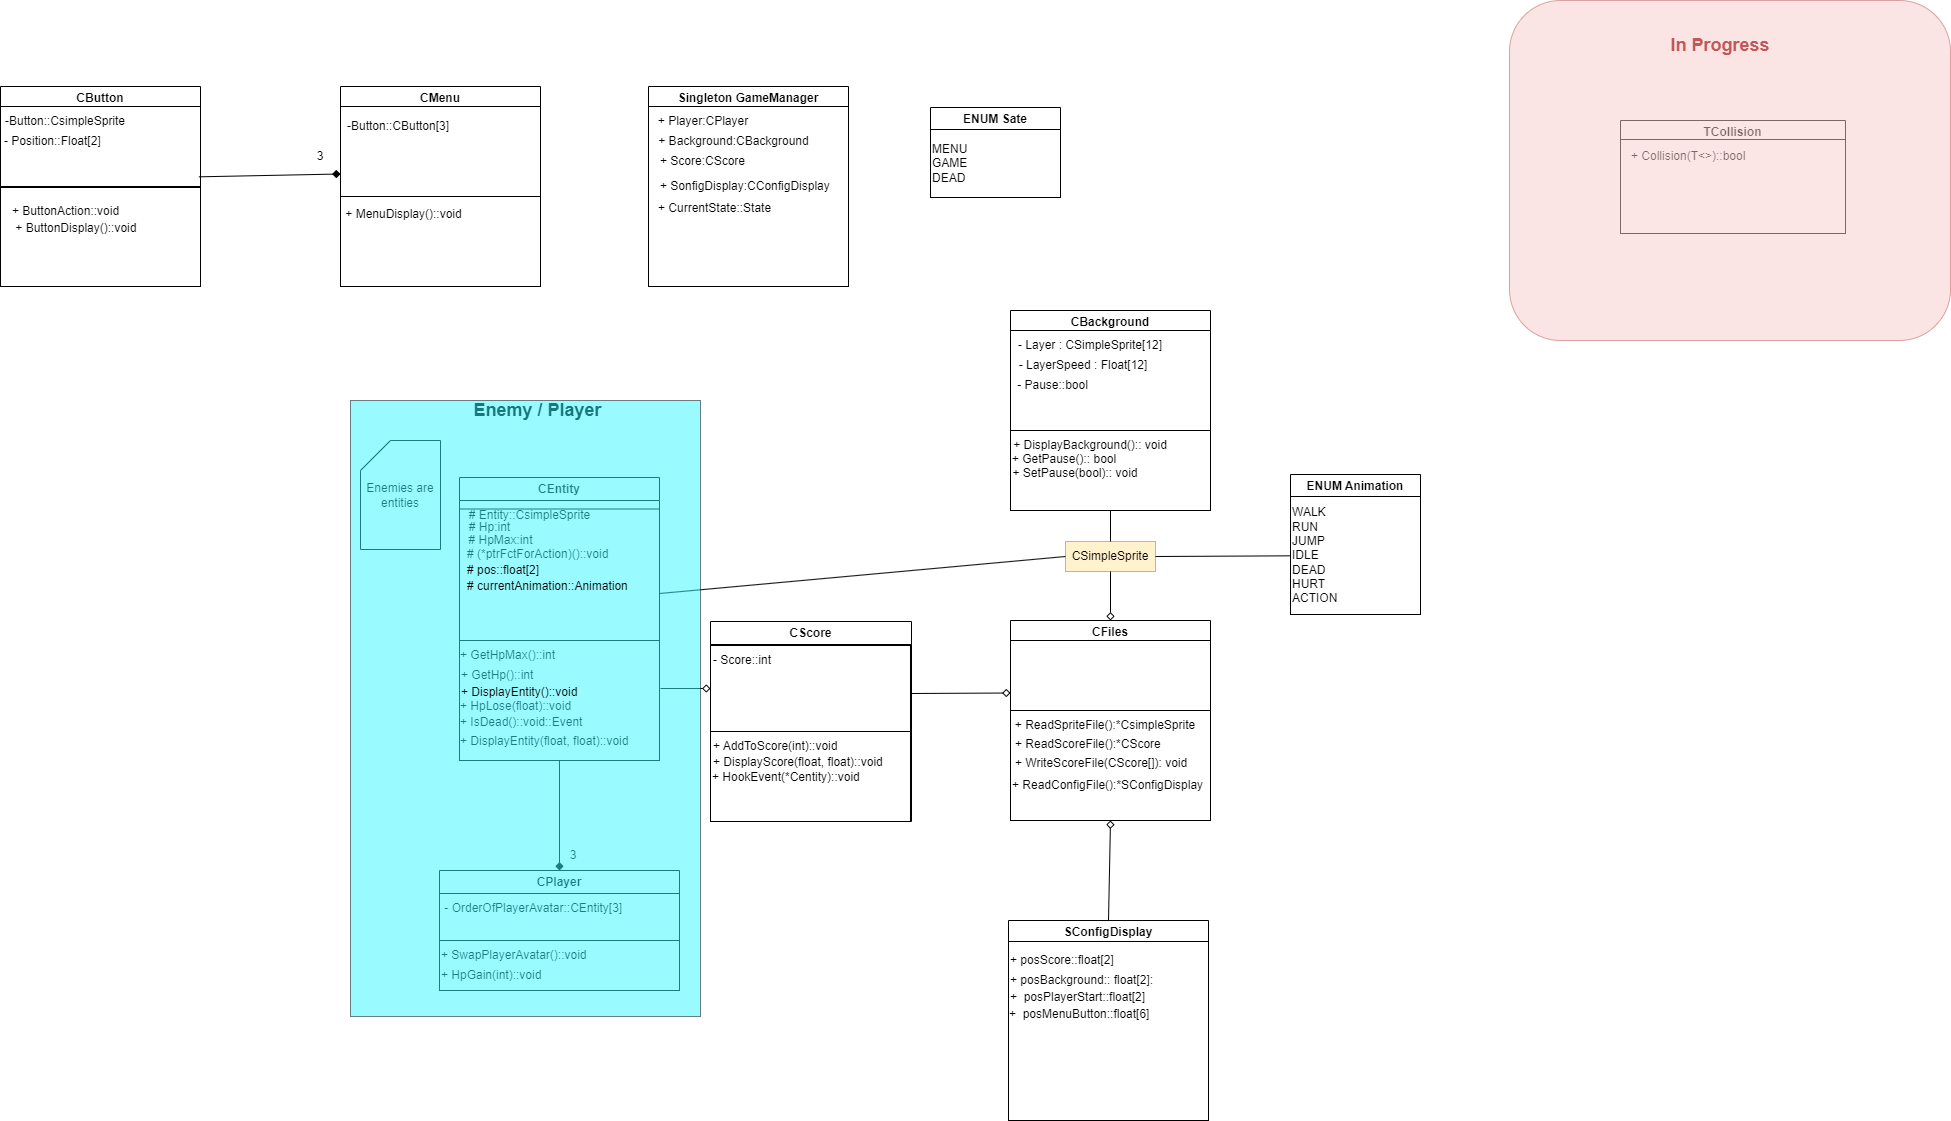 In Progress
TCollision
+ Collision(T<>)::bool
CButton
-Button::CsimpleSprite
- Position::Float[2]
+ ButtonAction::void
+ ButtonDisplay()::void
3
CMenu
-Button::CButton[3]
+ MenuDisplay()::void
Singleton GameManager
+ Player:CPlayer
+ Background:CBackground
+ Score:CScore
+ SonfigDisplay:CConfigDisplay
+ CurrentState::State
ENUM Sate
MENU
GAME
DEAD
CBackground
- Layer : CSimpleSprite[12]
- LayerSpeed : Float[12]
- Pause::bool
+ DisplayBackground():: void
+ GetPause():: bool
+ SetPause(bool):: void
Enemy / Player
Enemies are
entities
CEntity
# Entity::CsimpleSprite
# Hp:int
# HpMax:int
# (*ptrFctForAction)()::void
# pos::float[2]
# currentAnimation::Animation
+ GetHpMax()::int
+ GetHp()::int
+ DisplayEntity()::void
+ HpLose(float)::void
+ IsDead()::void::Event
+ DisplayEntity(float, float)::void
3
CPlayer
- OrderOfPlayerAvatar::CEntity[3]
+ SwapPlayerAvatar()::void
+ HpGain(int)::void
CSimpleSprite
ENUM Animation
WALK
RUN
JUMP
IDLE
DEAD
HURT
ACTION
CScore
- Score::int
+ AddToScore(int)::void
+ DisplayScore(float, float)::void
+ HookEvent(*Centity)::void
CFiles
+ ReadSpriteFile():*CsimpleSprite
+ ReadScoreFile():*CScore
+ WriteScoreFile(CScore[]): void
+ ReadConfigFile():*SConfigDisplay
SConfigDisplay
+ posScore::float[2]
+ posBackground:: float[2]:
+ posPlayerStart::float[2]
+ posMenuButton::float[6]